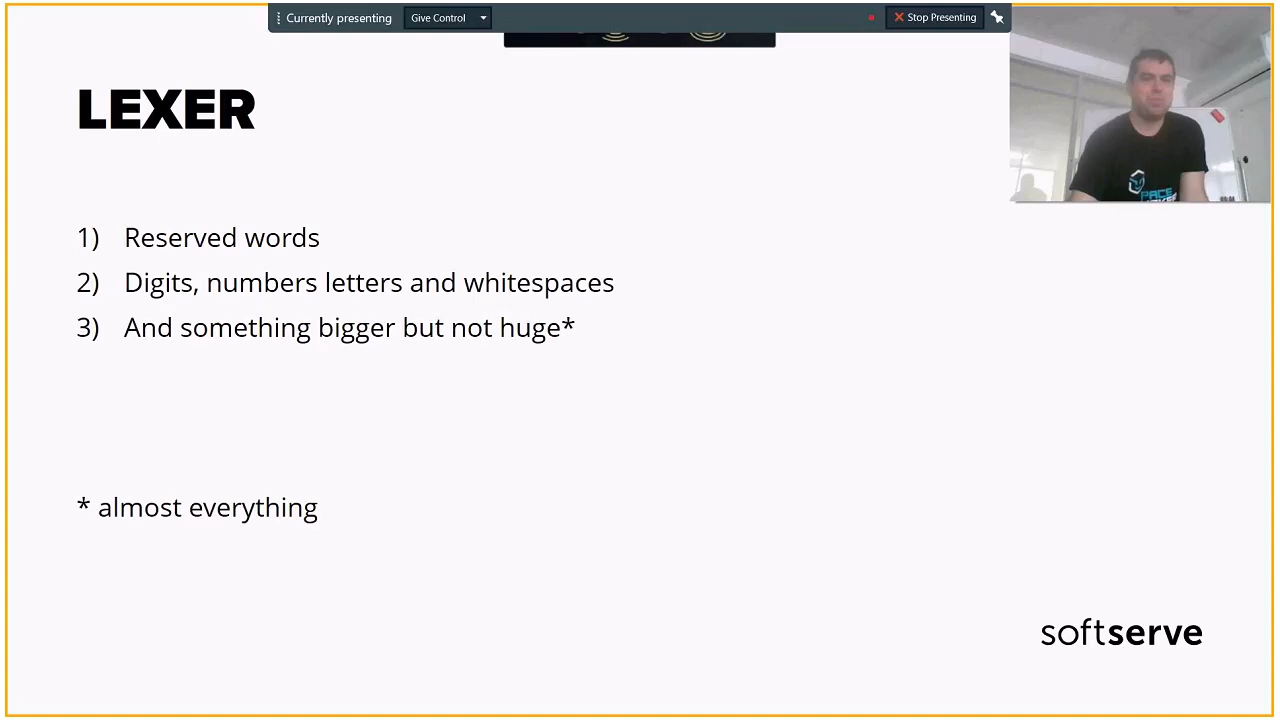 Currently presenting
Give Control
Stop Presenting
LEXER
1) Reserved words
2) Digits, numbers letters and whitespaces
3) And something bigger but not huge*
* almost everything
softserve